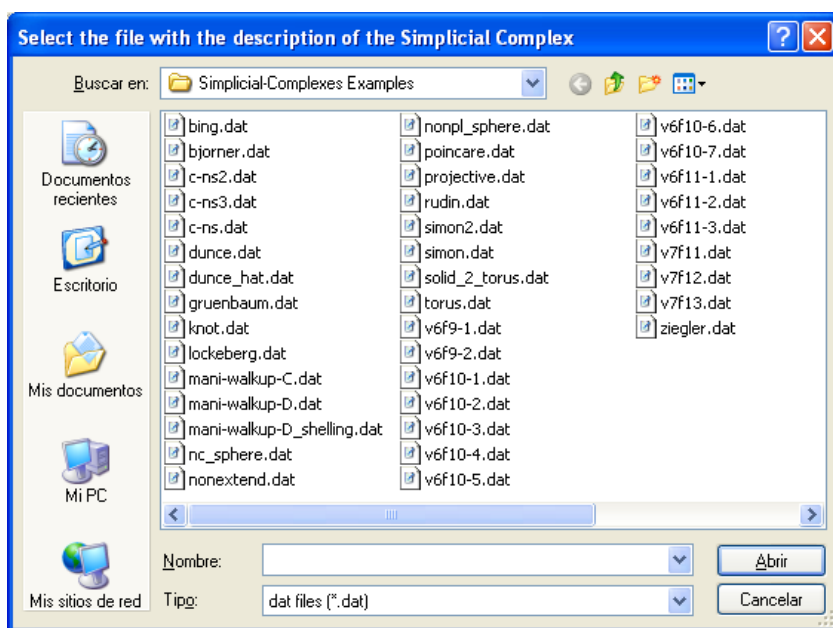 Select the file with the description of the Simplicial Complex
Buscar en:
Simplicial-Complexes Examples
Documentos
recientes
Escritorio
Mis documentos
Mi PC
Mis sitios de red
bing.dat
bjorner.dat
c-ns2.dat
c-ns3.dat
c-ns.dat
dunce.dat
dunce_hat.dat
gruenbaum.dat
knot.dat
lockeberg.dat
mani-walkup-C.dat
mani-walkup-D.dat
mani-walkup-D_shelling.dat
nc_sphere.dat
nonextend.dat
nonpl_sphere.dat
poincare.dat
projective.dat
rudin.dat
simon2.dat
simon.dat
solid_2_torus.dat
torus.dat
v6f9-1.dat
v6f9-2.dat
v6f10-1.dat
v6f10-2.dat
v6f10-3.dat
v6f10-4.dat
v6f10-5.dat
v6f10-6.dat
v6f10-7.dat
v6f11-1.dat
v6f11-2.dat
v6f11-3.dat
v7f11.dat
v7f12.dat
v7f13.dat
ziegler.dat
Nombre:
Abrir
Tipo:
dat files (*.dat)
Cancelar